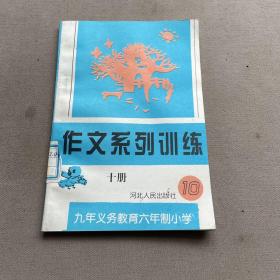 作文系列训练
十册
河北人民出版社
10
九年义务教育六年制小学